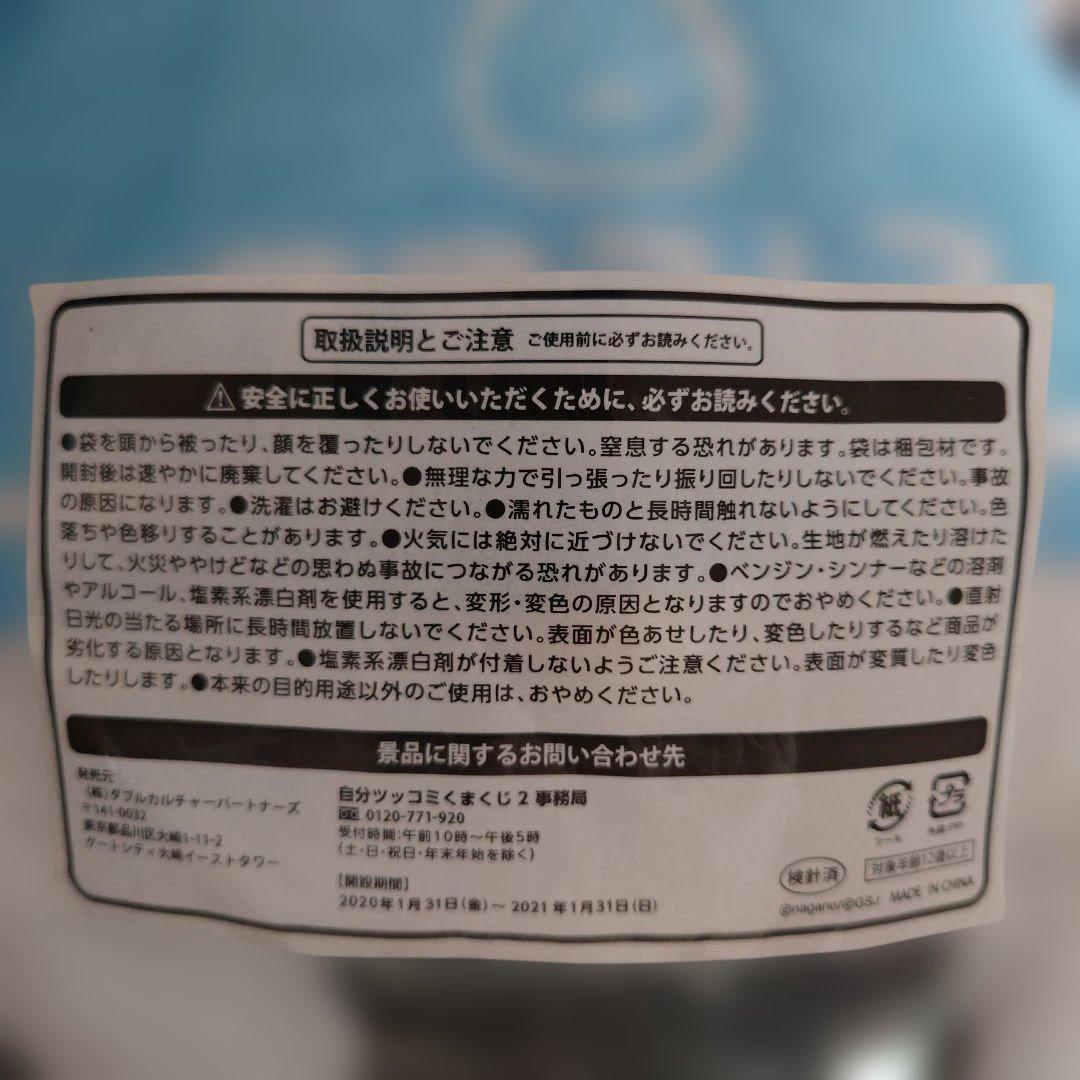 取扱説明とご注意 ご使用前に必ずお読みください。
⚠安全に正しくお使いいただくために、必ずお読みください。
●袋を頭から被ったり、顔を覆ったりしないでください。窒息する恐れがあります。袋は梱包材です。
開封後は速やかに廃棄してください。●無理な力で引っ張ったり振り回したりしないでください。事故
の原因になります。●洗濯はお避けください。●濡れたものと長時間触れないようにしてください。色
落ちや色移りすることがあります。●火気には絶対に近づけないでください。生地が燃えたり溶けた
りして、火災ややけどなどの思わぬ事故につながる恐れがあります。●ベンジン・シンナーなどの溶剤
やアルコール、塩素系漂白剤を使用すると、変形・変色の原因となりますのでおやめください。●直射
日光の当たる場所に長時間放置しないでください。表面が色あせしたり、変色したりするなど商品が
劣化する原因となります。●塩素系漂白剤が付着しないようご注意ください。表面が変質したり変色
したりします。●本来の目的用途以外のご使用は、おやめください。
景品に関するお問い合わせ先
発売元:
(株)ダブルカルチャーパートナーズ
〒141-0032
東京都品川区大崎1-11-2
ゲートシティ大崎イーストタワー
自分ツッコミくまくじ2 事務局
0120-771-920
受付時間:午前10時〜午後5時
(土・日・祝日・年末年始を除く)
[開設期間]
2020年1月31日(金)〜2021年1月31日(日)
紙
シール
プラ
外装:PP
検針済
対象年齢12歳以上
©nagano/©GSJ MADE IN CHINA